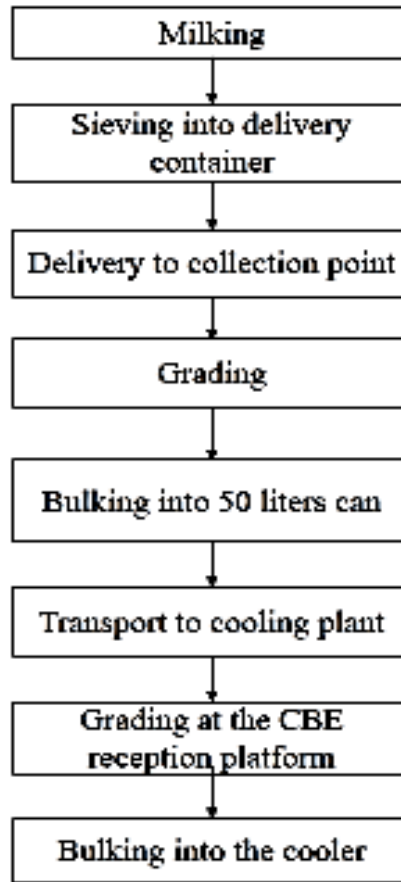 Milking
Sieving into delivery
container
Delivery to collection point
Grading
Bulking into 50 liters can
Transport to cooling plant
Grading at the CBE
reception platform
Bulking into the cooler